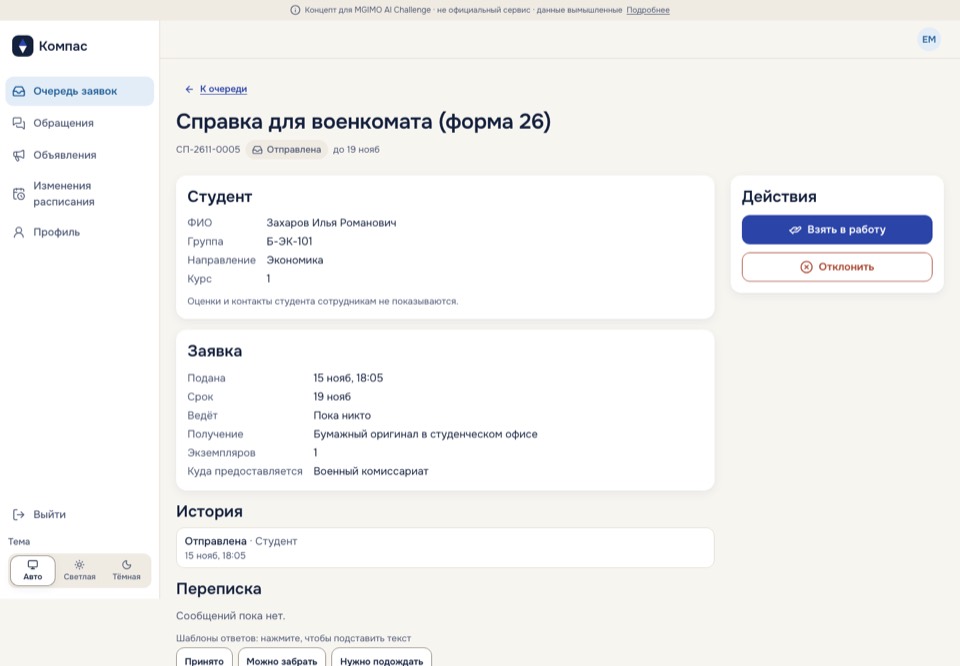 Концепт для MGIMO AI Challenge · не официальный сервис · данные вымышленные Подробнее
Компас
ЕМ
Очередь заявок
Обращения
Объявления
Изменения
расписания
Профиль
Выйти
Тема
Авто Светлая Тёмная
К очереди
Справка для военкомата (форма 26)
СП-2611-0005 Отправлена до 19 нояб
Студент
ФИО Захаров Илья Романович
Группа Б-ЭК-101
Направление Экономика
Курс 1
Оценки и контакты студента сотрудникам не показываются.
Действия
Взять в работу
Отклонить
Заявка
Подана 15 нояб, 18:05
Срок 19 нояб
Ведёт Пока никто
Получение Бумажный оригинал в студенческом офисе
Экземпляров 1
Куда предоставляется Военный комиссариат
История
Отправлена · Студент
15 нояб, 18:05
Переписка
Сообщений пока нет.
Шаблоны ответов: нажмите, чтобы подставить текст
Принято Можно забрать Нужно подождать